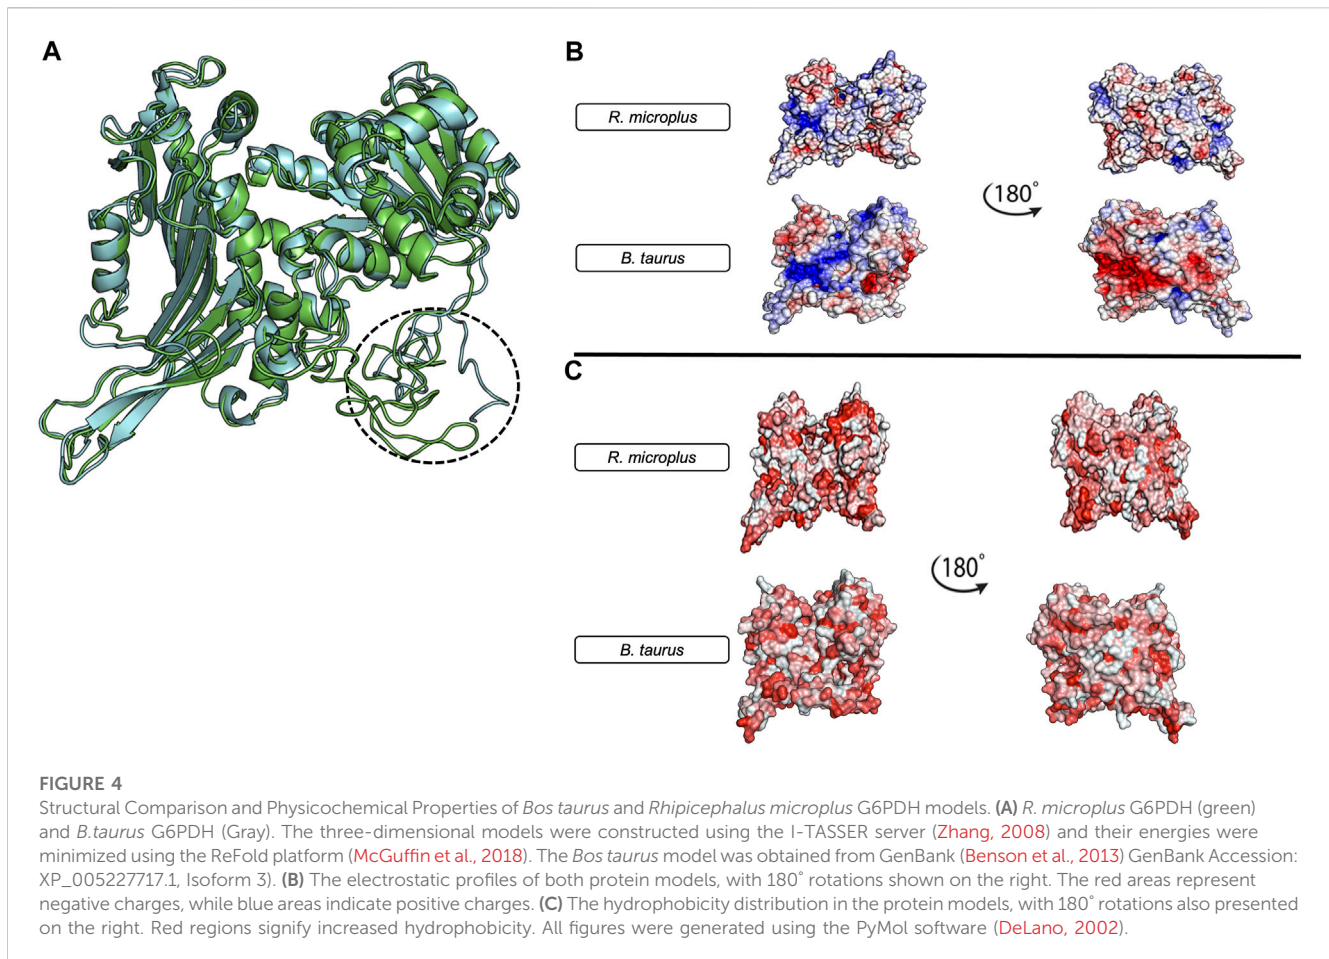 A
B
R. microplus
180°
B. taurus
C
R. microplus
180°
B. taurus
FIGURE 4
Structural Comparison and Physicochemical Properties of Bos taurus and Rhipicephalus microplus G6PDH models. (A) R. microplus G6PDH (green)
and B.taurus G6PDH (Gray). The three-dimensional models were constructed using the I-TASSER server (Zhang, 2008) and their energies were
minimized using the ReFold platform (McGuffin et al., 2018). The Bos taurus model was obtained from GenBank (Benson et al., 2013) GenBank Accession:
XP_005227717.1, Isoform 3). (B) The electrostatic profiles of both protein models, with 180° rotations shown on the right. The red areas represent
negative charges, while blue areas indicate positive charges. (C) The hydrophobicity distribution in the protein models, with 180° rotations also presented
on the right. Red regions signify increased hydrophobicity. All figures were generated using the PyMol software (DeLano, 2002).